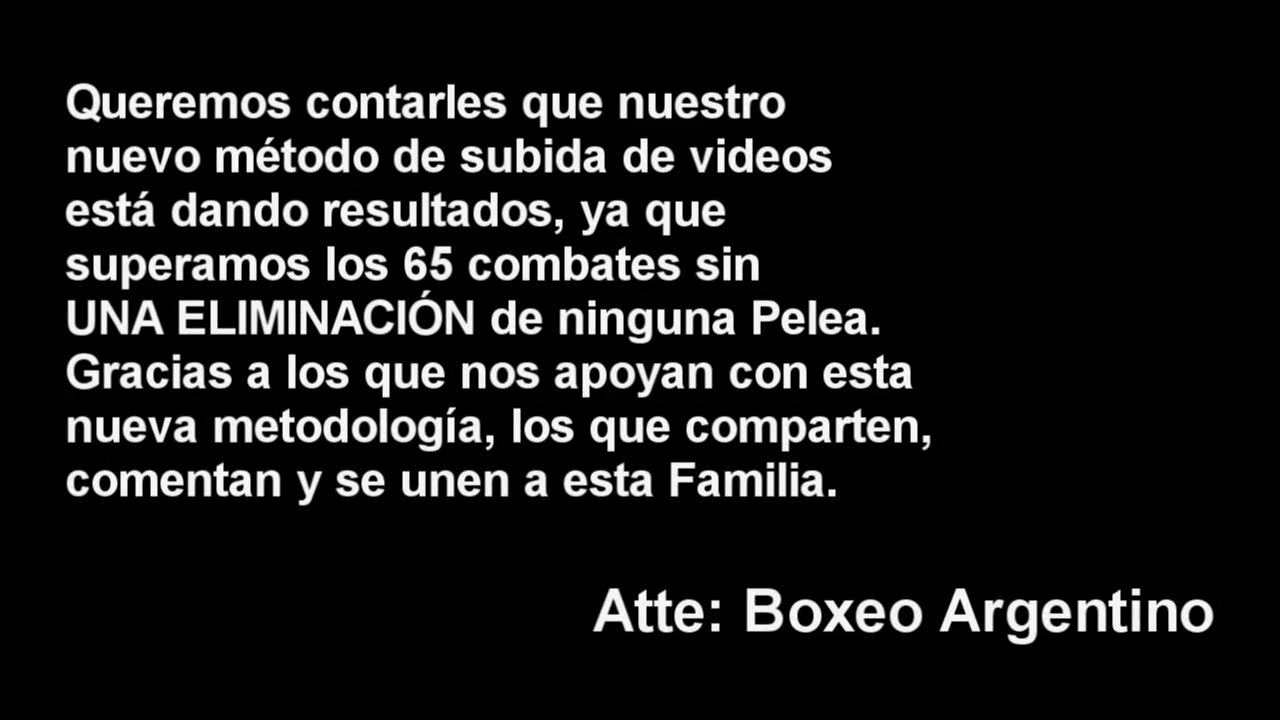 Queremos contarles que nuestro
nuevo método de subida de videos
está dando resultados, ya que
superamos los 65 combates sin
UNA ELIMINACIÓN de ninguna Pelea.
Gracias a los que nos apoyan con esta
nueva metodología, los que comparten,
comentan y se unen a esta Familia.
Atte: Boxeo Argentino